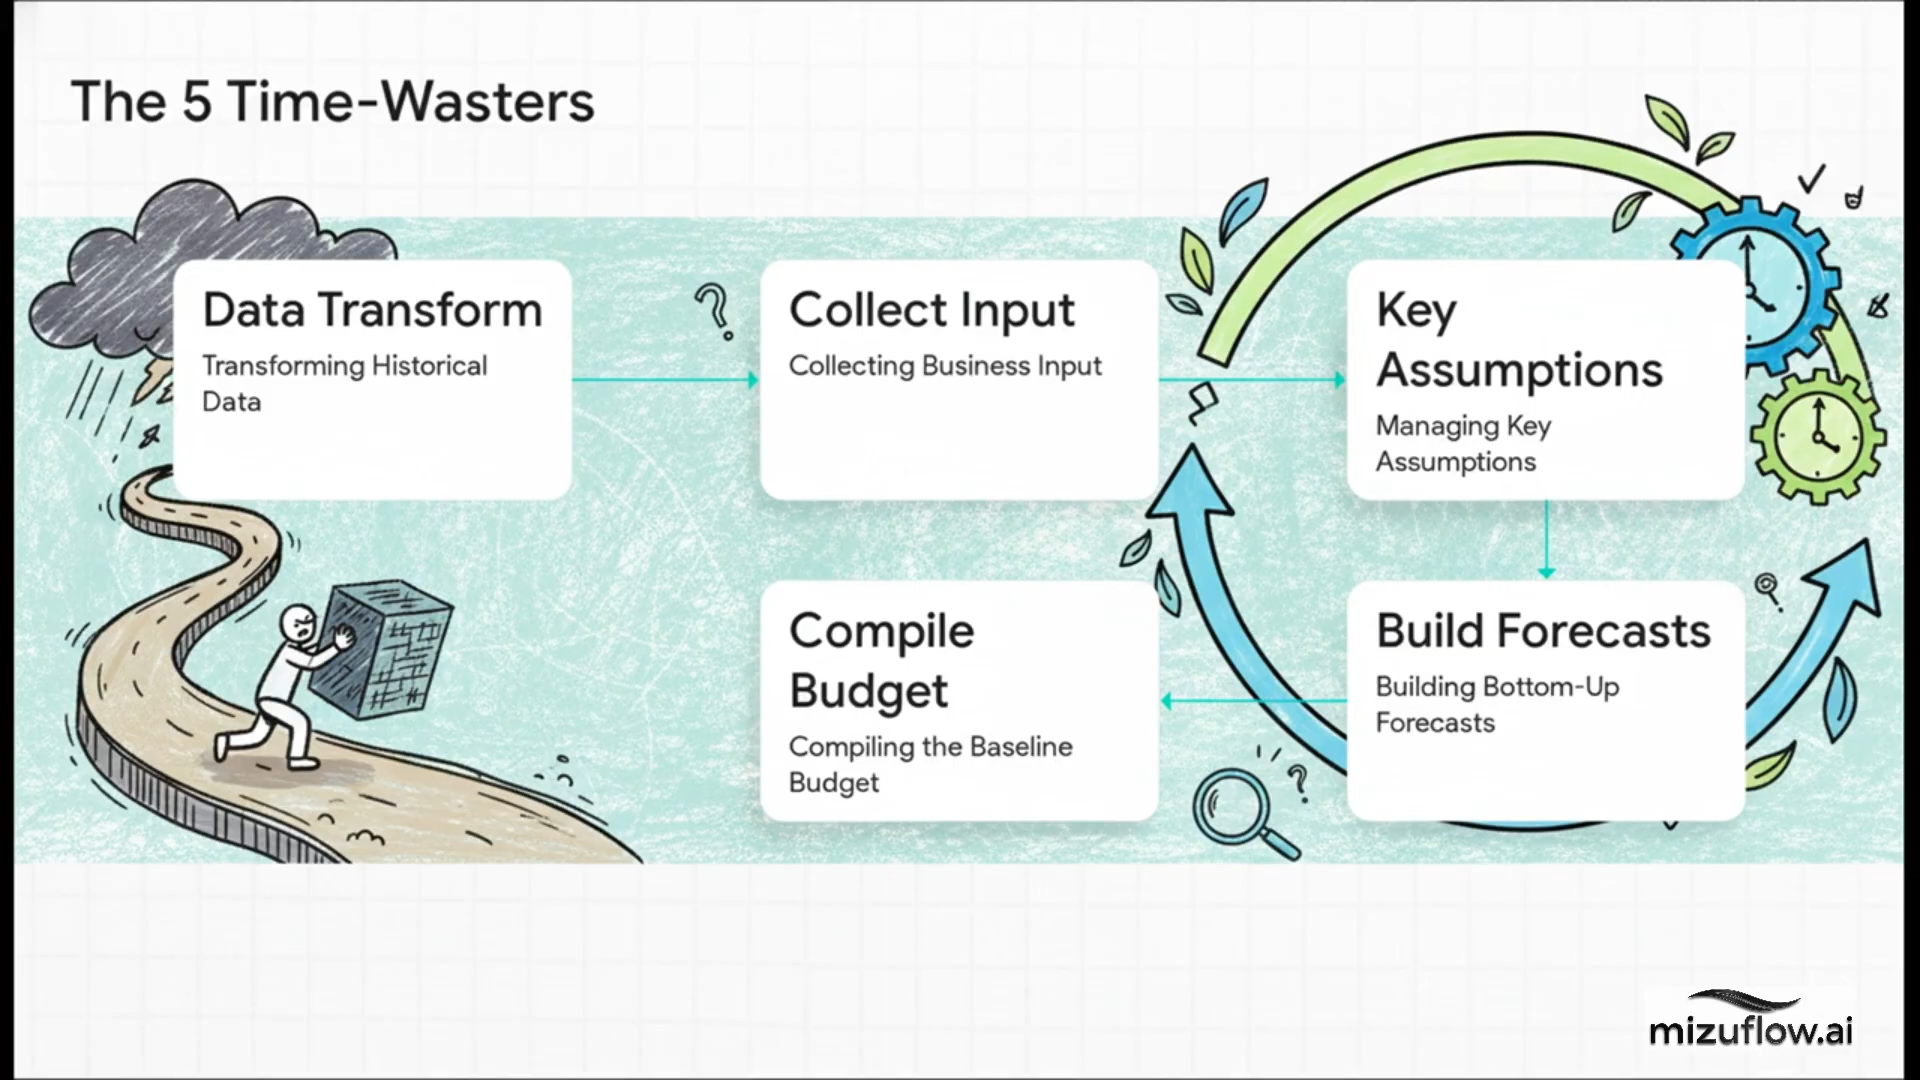 The 5 Time-Wasters
Data Transform
Transforming Historical
Data
Collect Input
Collecting Business Input
Key
Assumptions
Managing Key
Assumptions
Build Forecasts
Building Bottom-Up
Forecasts
Compile
Budget
Compiling the Baseline
Budget
mizuflow.ai